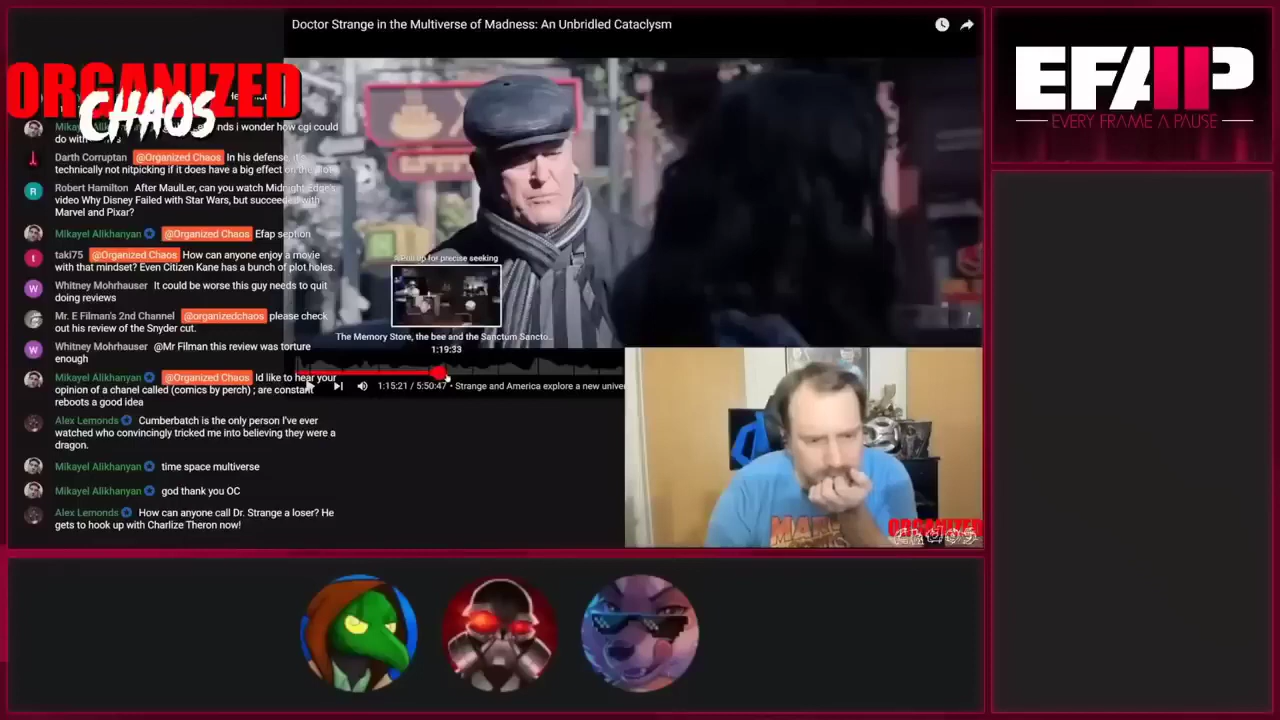 Doctor Strange in the Multiverse of Madness: An Unbridled Cataclysm
ORGANIZED
CHAOS
EFAP
EVERY FRAME A PAUSE
do with
Darth Corruptan @Organized Chaos In his defense, it's
technically not nitpicking if it does have a big effect on the
Robert Hamilton After MauLer, can you watch Midnight Edge's
video Why Disney Failed with Star Wars, but succeeded with
Marvel and Pixar?
Mikayel Alikhanyan @Organized Chaos Efap seption
taki75 @Organized Chaos How can anyone enjoy a movie
with that mindset? Even Citizen Kane has a bunch of plot holes.
Whitney Mohrhauser It could be worse this guy needs to quit
doing reviews
Mr. E Filman's 2nd Channel @organizedchaos please check
out his review of the Snyder cut.
Whitney Mohrhauser @Mr Filman this review was torture
enough
Mikayel Alikhanyan @Organized Chaos Id like to hear your
opinion of a chanel called (comics by perch) ; are constant
reboots a good idea
Alex Lemonds Cumberbatch is the only person I've ever
watched who convincingly tricked me into believing they were a
dragon.
Mikayel Alikhanyan time space multiverse
Mikayel Alikhanyan god thank you OC
Alex Lemonds How can anyone call Dr. Strange a loser? He
gets to hook up with Charlize Theron now!
up for precise seeking
The Memory Store, the bee and the Sanctum Sancto...
1:19:33
1:15:21 / 5:50:47 • Strange and America explore a new univer
ORGANIZED